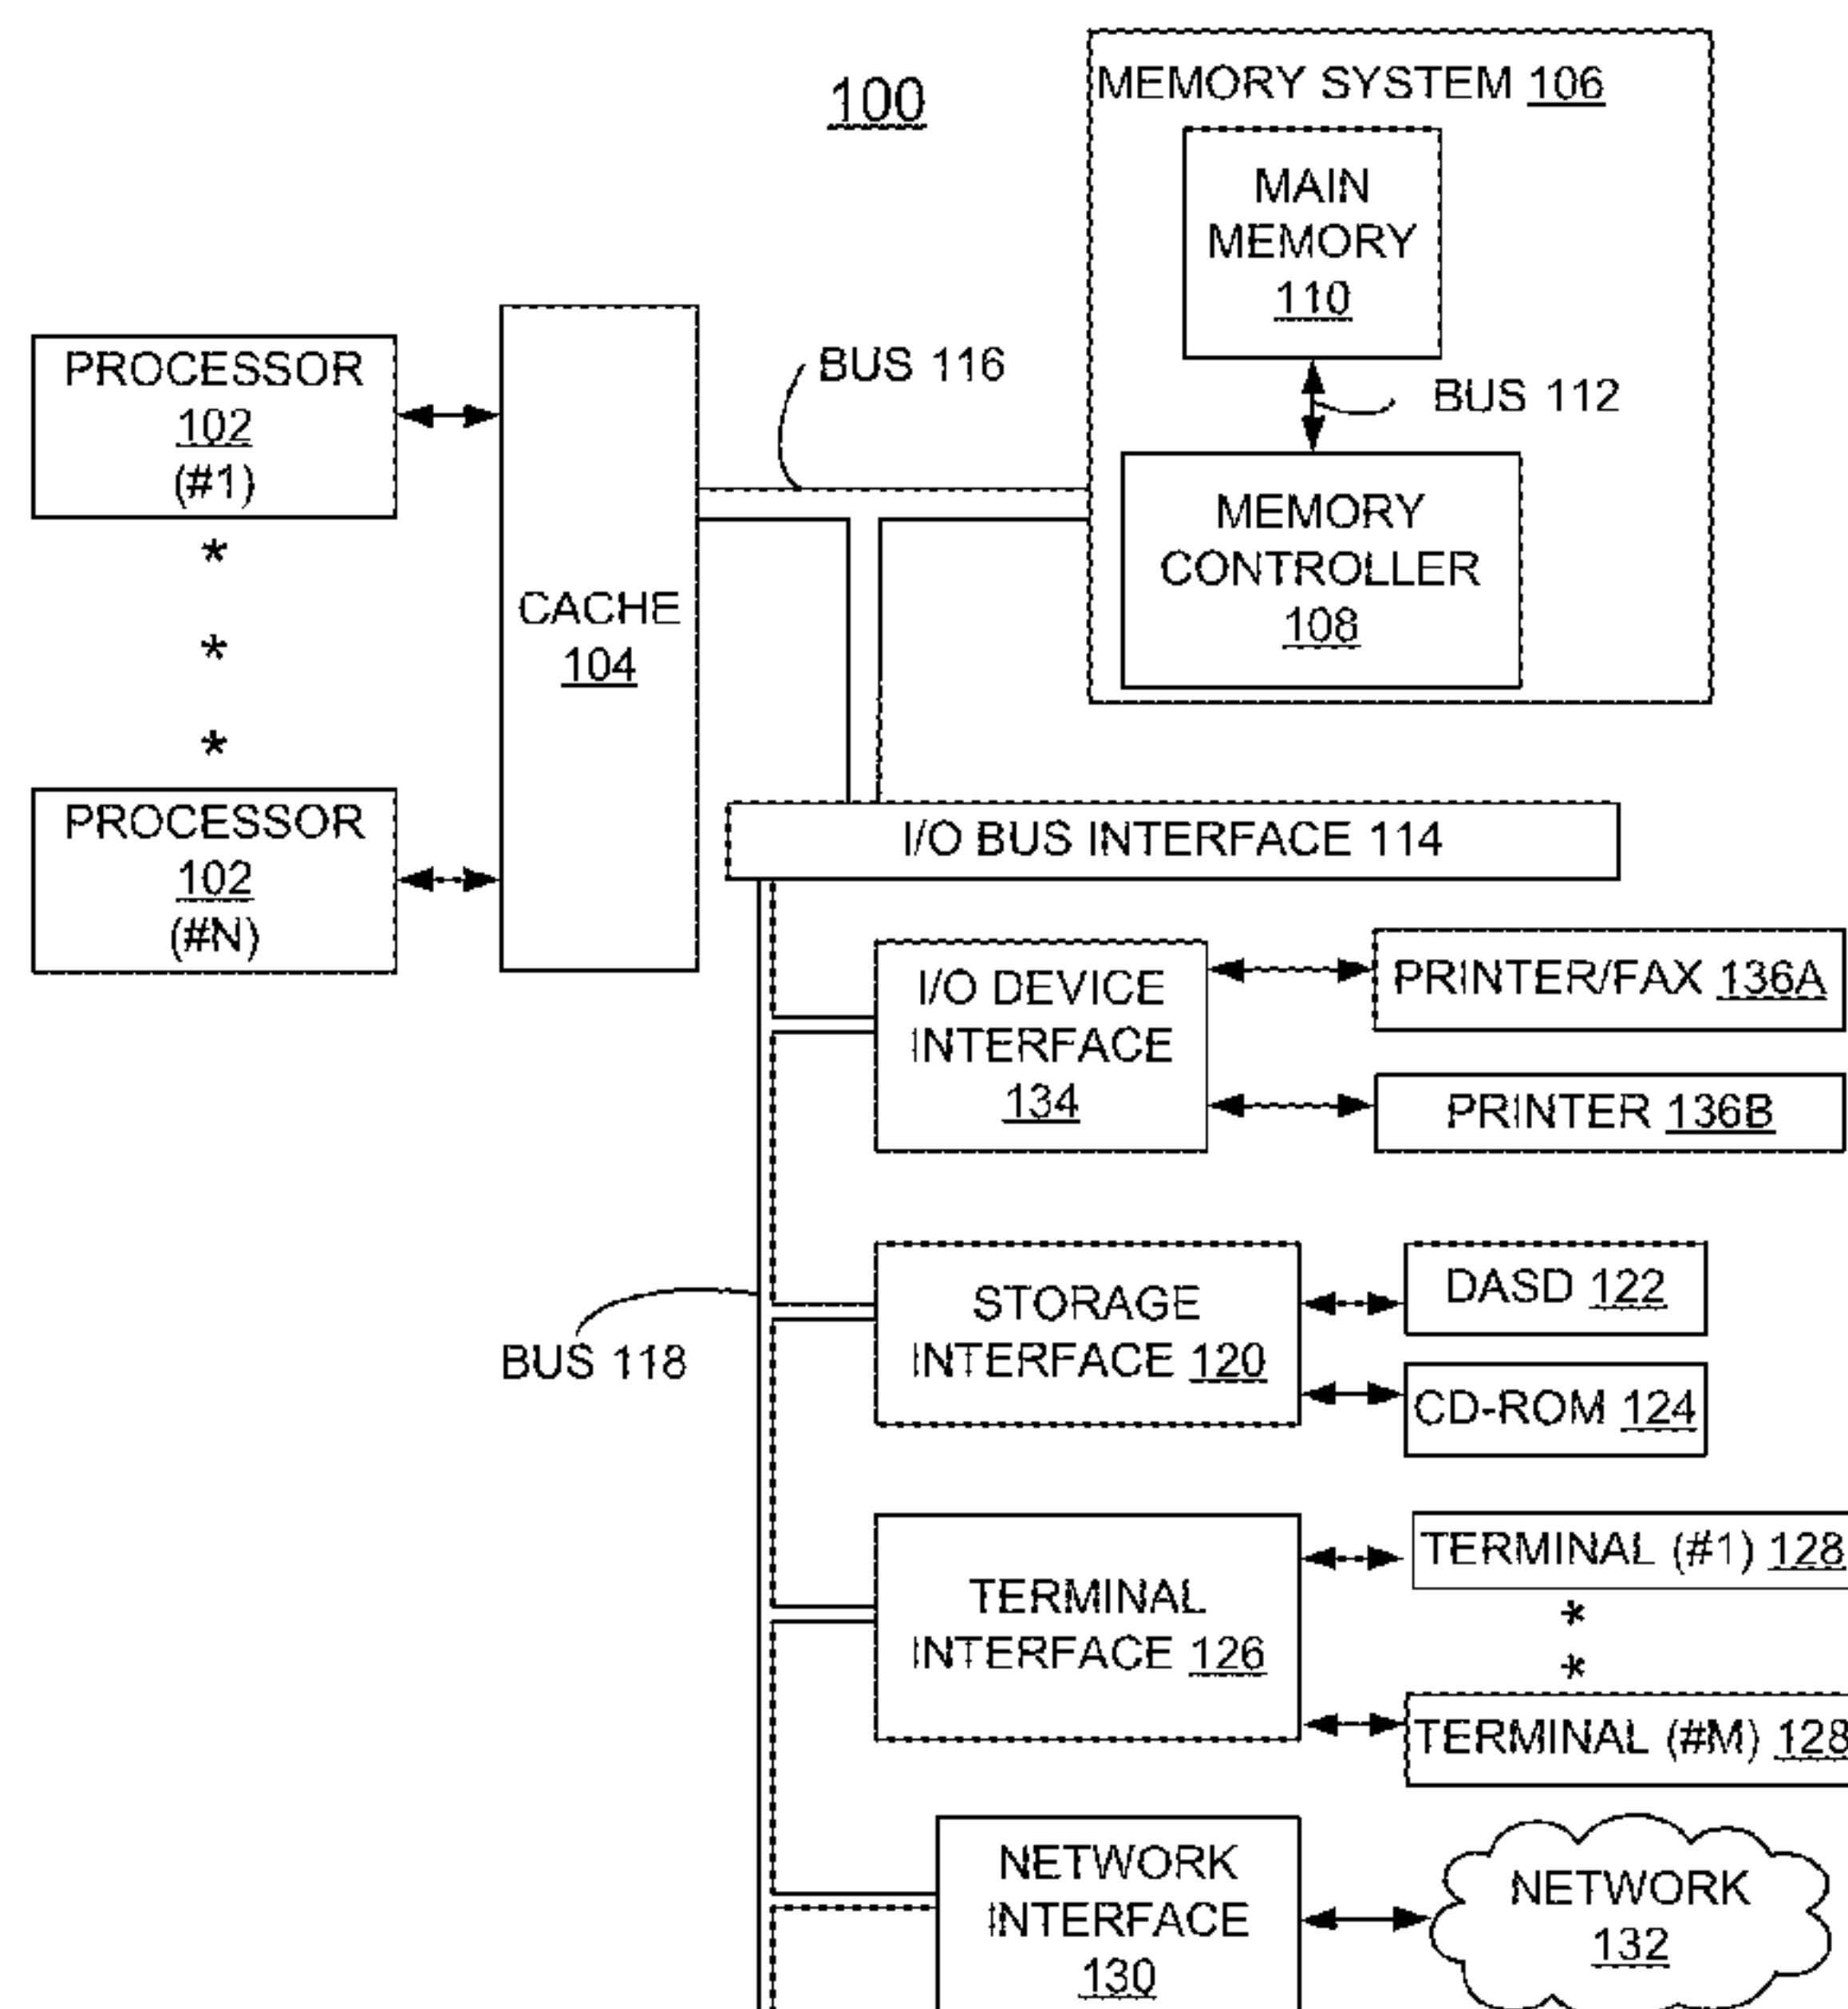 100
MEMORY SYSTEM 106
MAIN
MEMORY
110
BUS 112
MEMORY
CONTROLLER
108
BUS 116
PROCESSOR
102
(#1)
*
*
*
PROCESSOR
102
(#N)
CACHE
104
I/O BUS INTERFACE 114
I/O DEVICE
INTERFACE
134
PRINTER/FAX 136A
PRINTER 136B
BUS 118
STORAGE
INTERFACE 120
DASD 122
CD-ROM 124
TERMINAL
INTERFACE 126
TERMINAL (#1) 128
*
*
TERMINAL (#M) 128
NETWORK
INTERFACE
130
NETWORK
132